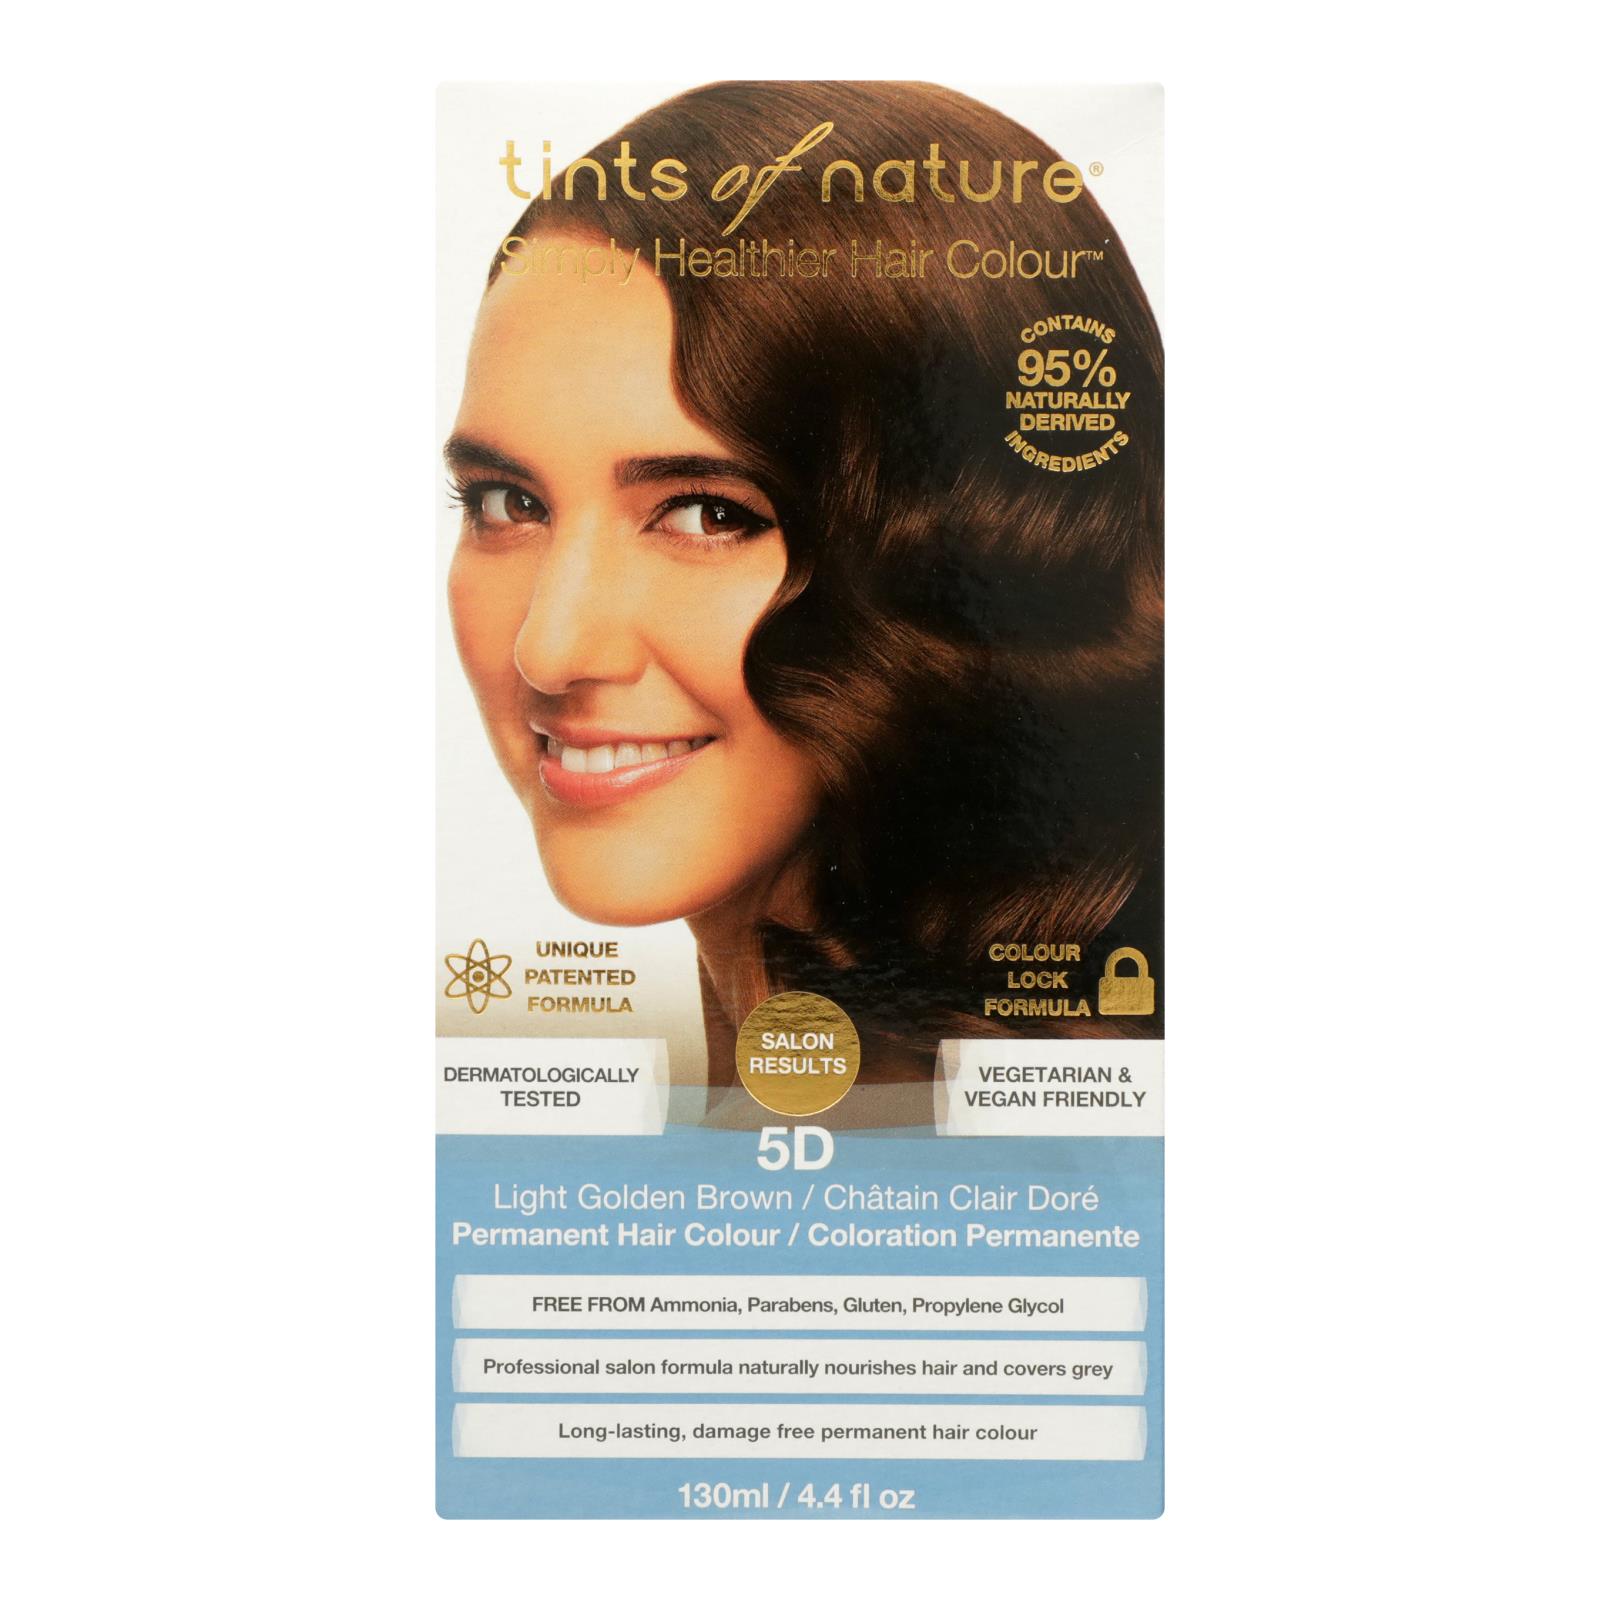 tints of nature®
Simply Healthier Hair Colour™
CONTAINS
95%
NATURALLY
DERIVED
INGREDIENTS
UNIQUE
PATENTED
FORMULA
COLOUR
LOCK
FORMULA
SALON
RESULTS
DERMATOLOGICALLY
TESTED
VEGETARIAN &
VEGAN FRIENDLY
5D
Light Golden Brown / Châtain Clair Doré
Permanent Hair Colour / Coloration Permanente
FREE FROM Ammonia, Parabens, Gluten, Propylene Glycol
Professional salon formula naturally nourishes hair and covers grey
Long-lasting, damage free permanent hair colour
130ml / 4.4 fl oz